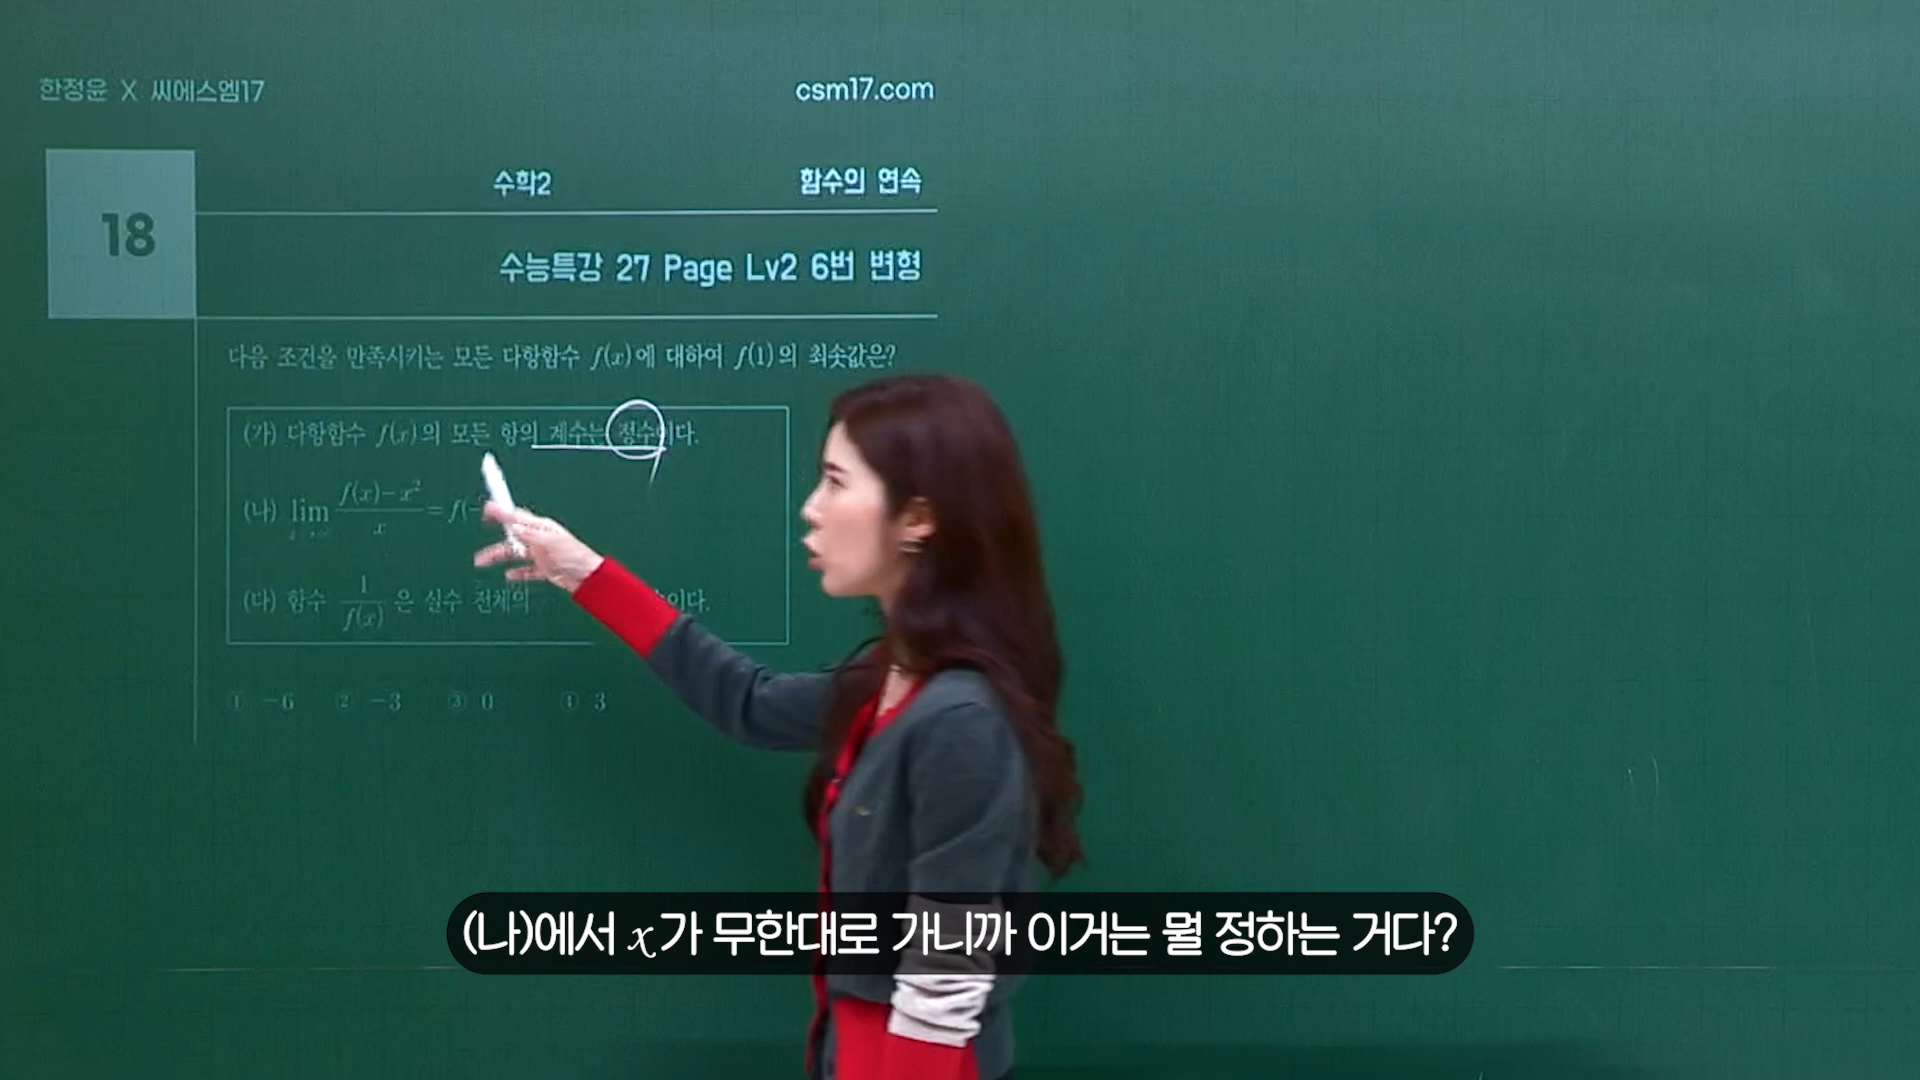 한정윤 X 씨에스엠17
csm17.com
18
수학2 함수의 연속
수능특강 27 Page Lv2 6번 변형
다음 조건을 만족시키는 모든 다항함수 f(x)에 대하여 f(1)의 최솟값은?
(가) 다항함수 f(x)의 모든 항의 계수는 정수이다.
(나) lim f(x)-x² / x = f(-
(다) 함수 1/f(x) 은 실수 전체의
① -6 ② -3 ③ 0 ④ 3
(나)에서 x가 무한대로 가니까 이거는 뭘 정하는 거다?